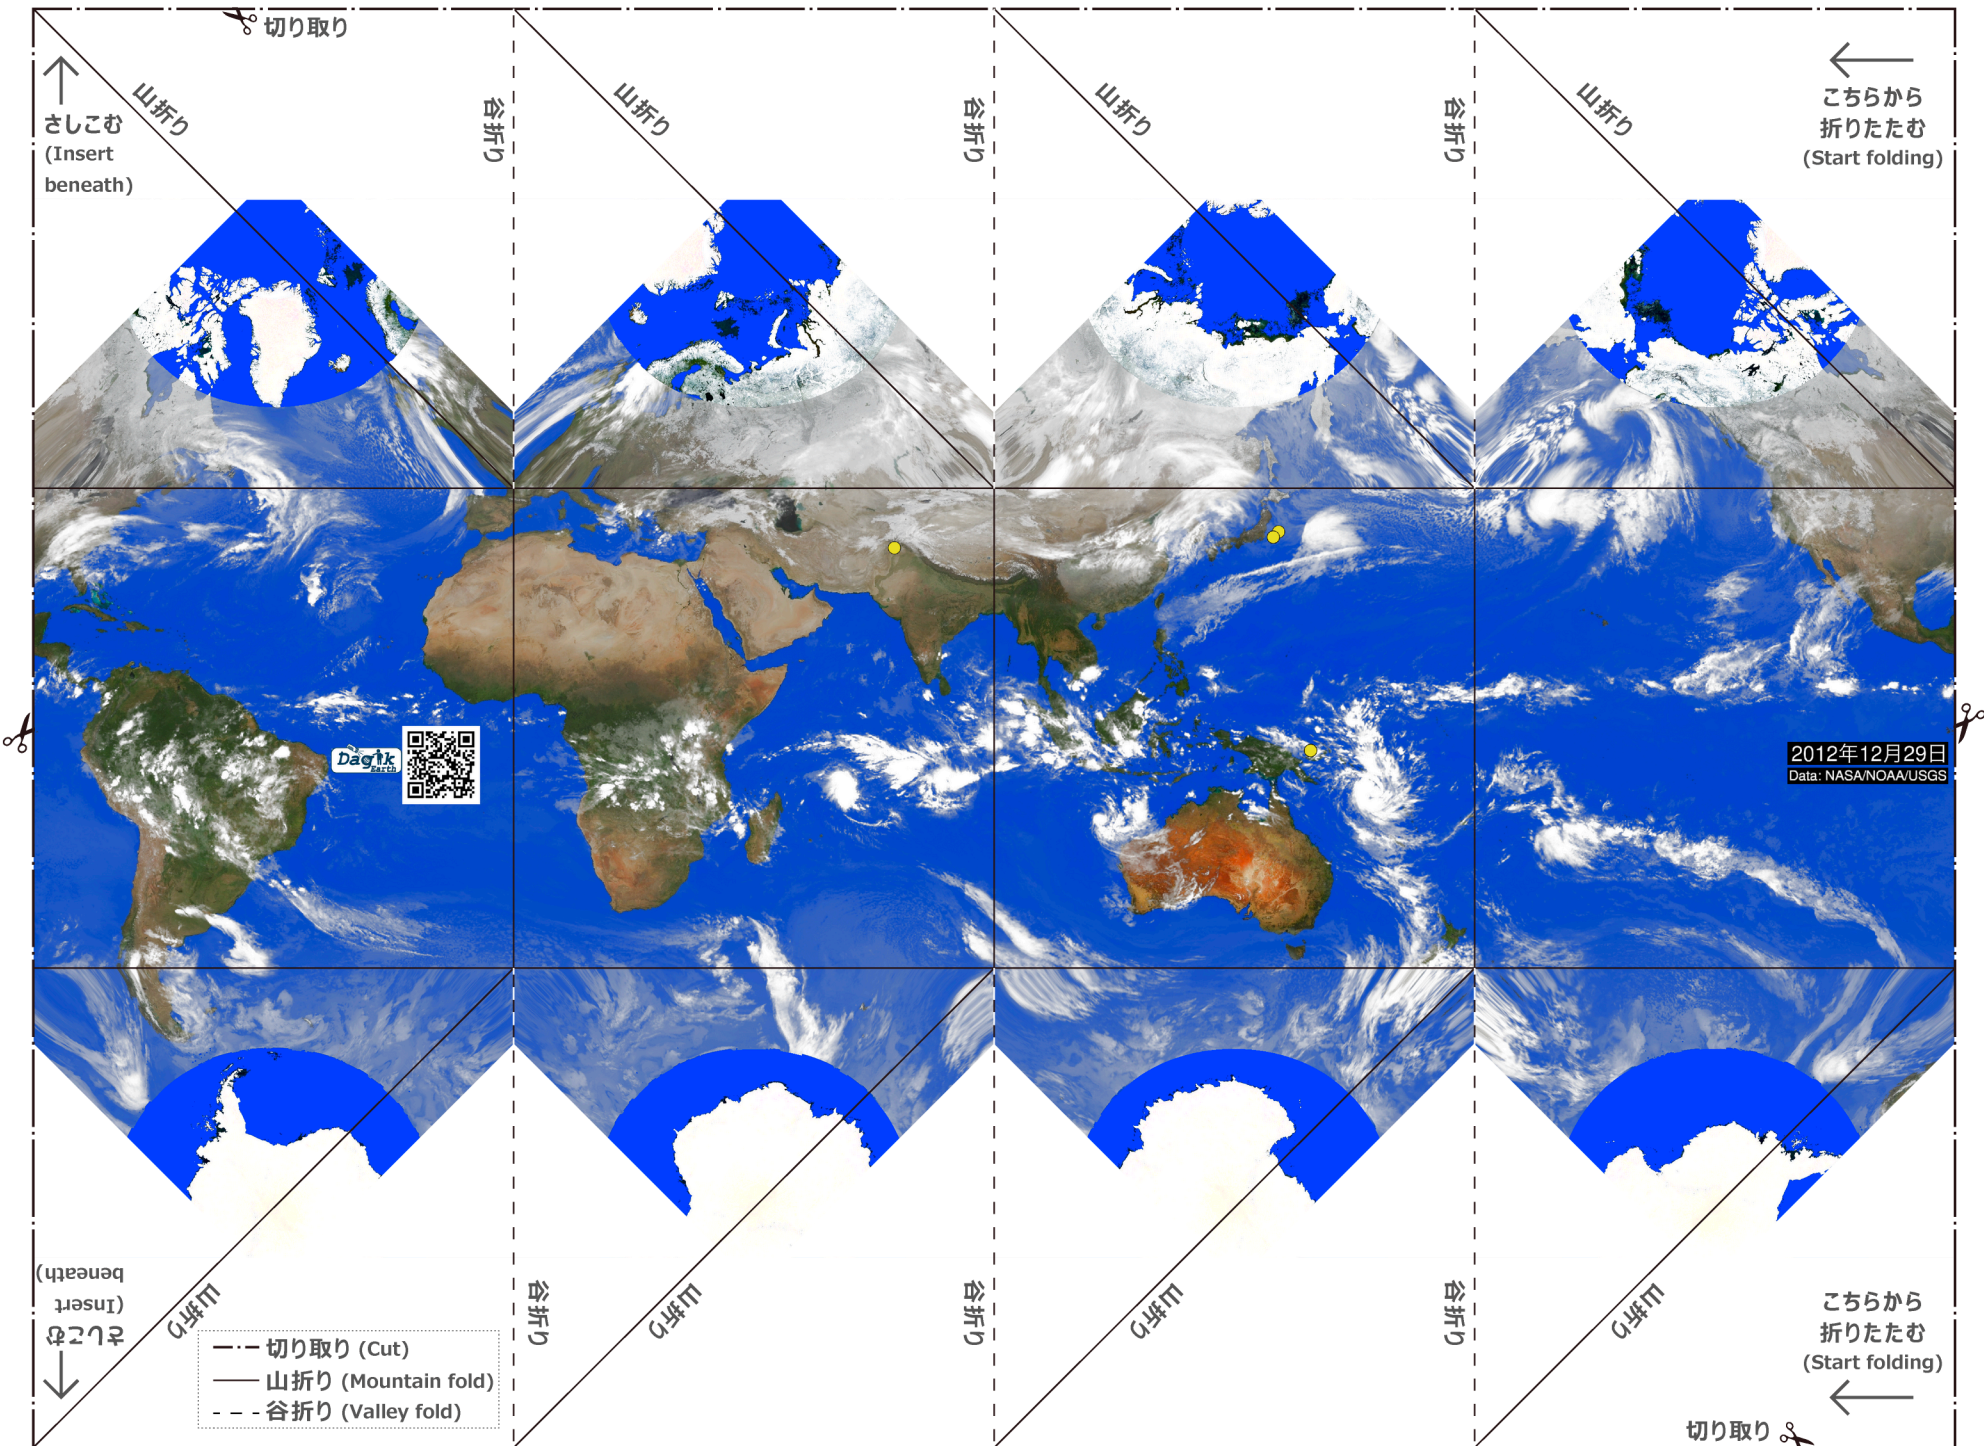 切り取り
山折り
谷折り
山折り
谷折り
山折り
谷折り
山折り
さしこむ
(Insert
beneath)
こちらから
折りたたむ
(Start folding)
Dagik
Earth
2012年12月29日
Data: NASA/NOAA/USGS
さしこむ
(Insert
beneath)
山折り
谷折り
山折り
谷折り
山折り
谷折り
山折り
こちらから
折りたたむ
(Start folding)
切り取り (Cut)
山折り (Mountain fold)
谷折り (Valley fold)
切り取り